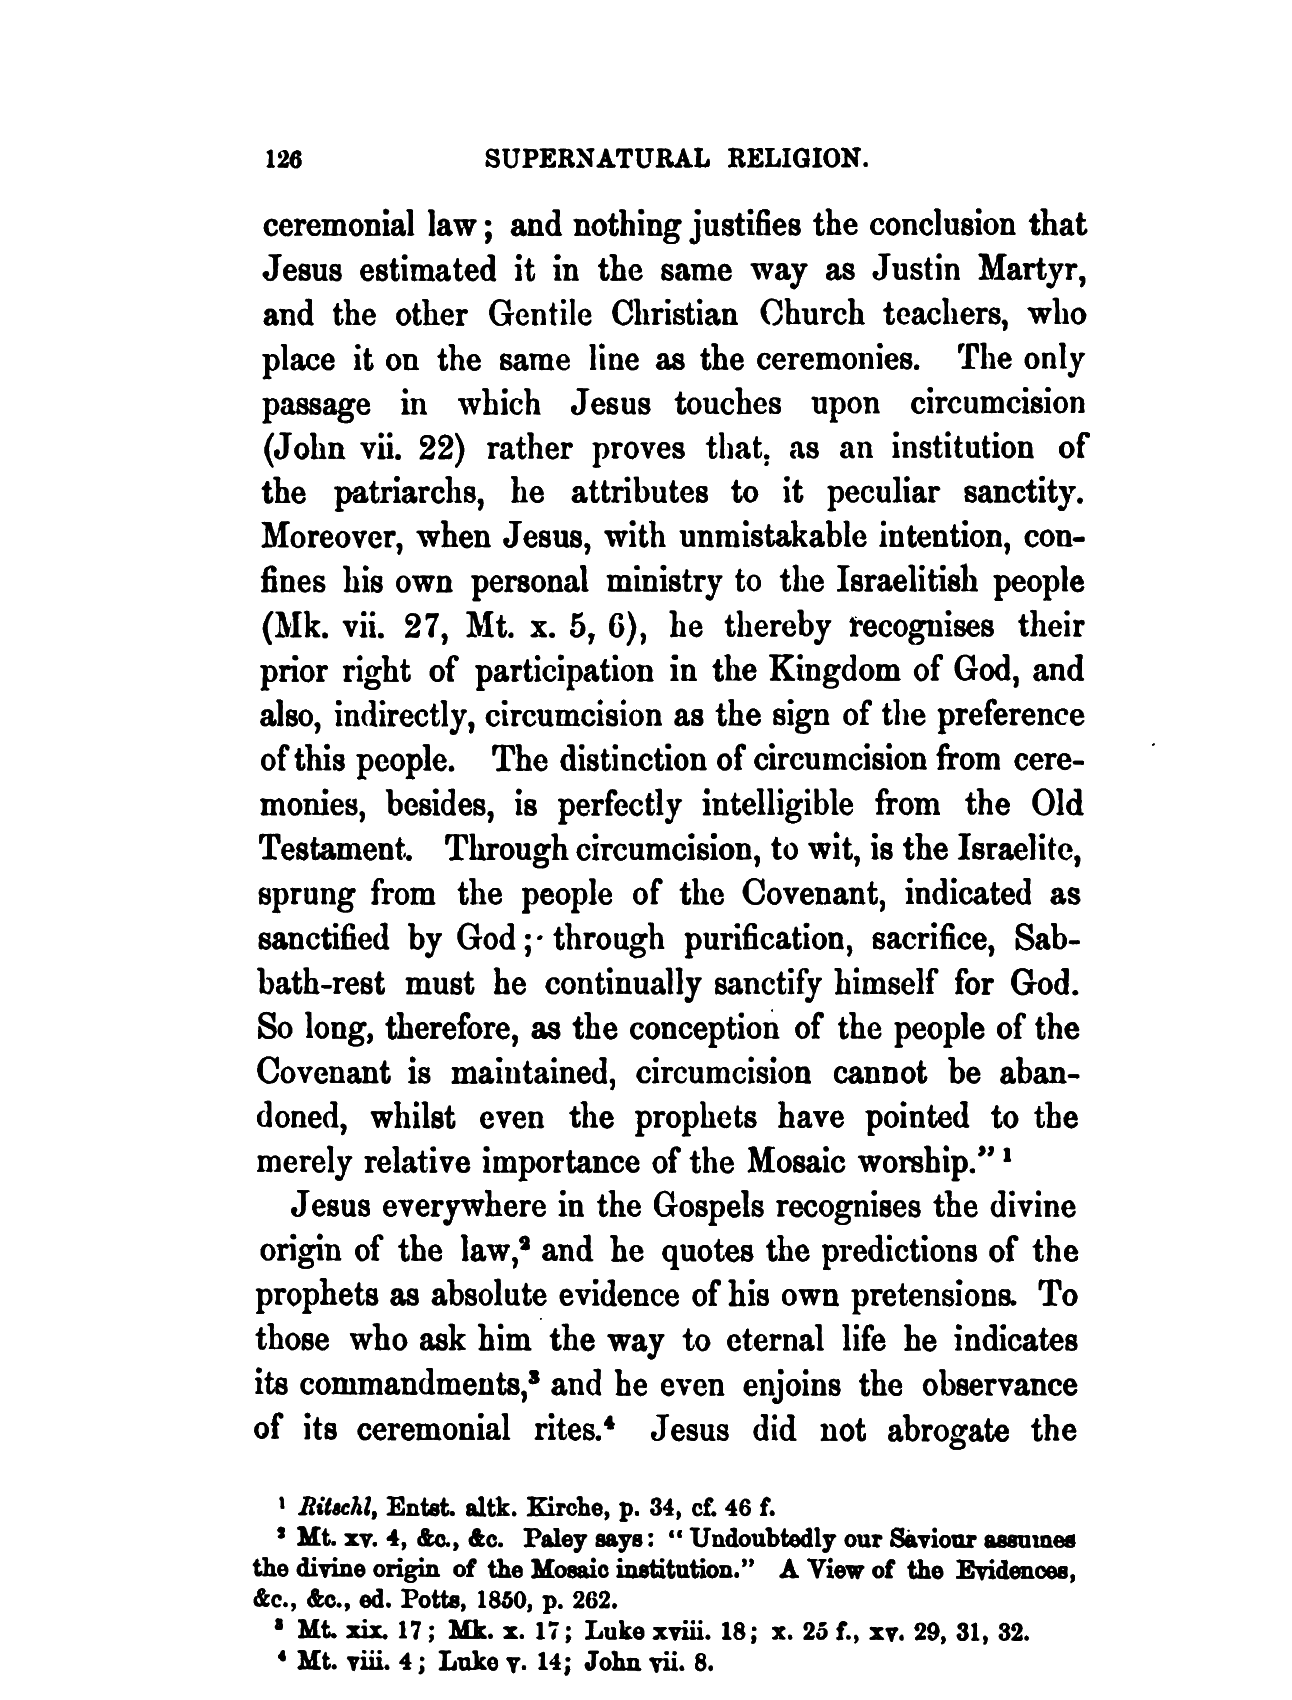 126 SUPERNATURAL RELIGION.
ceremonial law; and nothing justifies the conclusion that
Jesus estimated it in the same way as Justin Martyr,
and the other Gentile Christian Church teachers, who
place it on the same line as the ceremonies. The only
passage in which Jesus touches upon circumcision
(John vii. 22) rather proves that, as an institution of
the patriarchs, he attributes to it peculiar sanctity.
Moreover, when Jesus, with unmistakable intention, con-
fines his own personal ministry to the Israelitish people
(Mk. vii. 27, Mt. x. 5, 6), he thereby recognises their
prior right of participation in the Kingdom of God, and
also, indirectly, circumcision as the sign of the preference
of this people. The distinction of circumcision from cere-
monies, besides, is perfectly intelligible from the Old
Testament. Through circumcision, to wit, is the Israelite,
sprung from the people of the Covenant, indicated as
sanctified by God; through purification, sacrifice, Sab-
bath-rest must he continually sanctify himself for God.
So long, therefore, as the conception of the people of the
Covenant is maintained, circumcision cannot be aban-
doned, whilst even the prophets have pointed to the
merely relative importance of the Mosaic worship." ¹
Jesus everywhere in the Gospels recognises the divine
origin of the law,² and he quotes the predictions of the
prophets as absolute evidence of his own pretensions. To
those who ask him the way to eternal life he indicates
its commandments,³ and he even enjoins the observance
of its ceremonial rites.⁴ Jesus did not abrogate the
¹ Ritschl, Entst. altk. Kirche, p. 34, cf. 46 f.
² Mt. xv. 4, &c., &c. Paley says: "Undoubtedly our Saviour assumes
the divine origin of the Mosaic institution." A View of the Evidences,
&c., &c., ed. Potts, 1850, p. 262.
³ Mt. xix. 17; Mk. x. 17; Luke xviii. 18; x. 25 f., xv. 29, 31, 32.
⁴ Mt. viii. 4; Luke v. 14; John vii. 8.